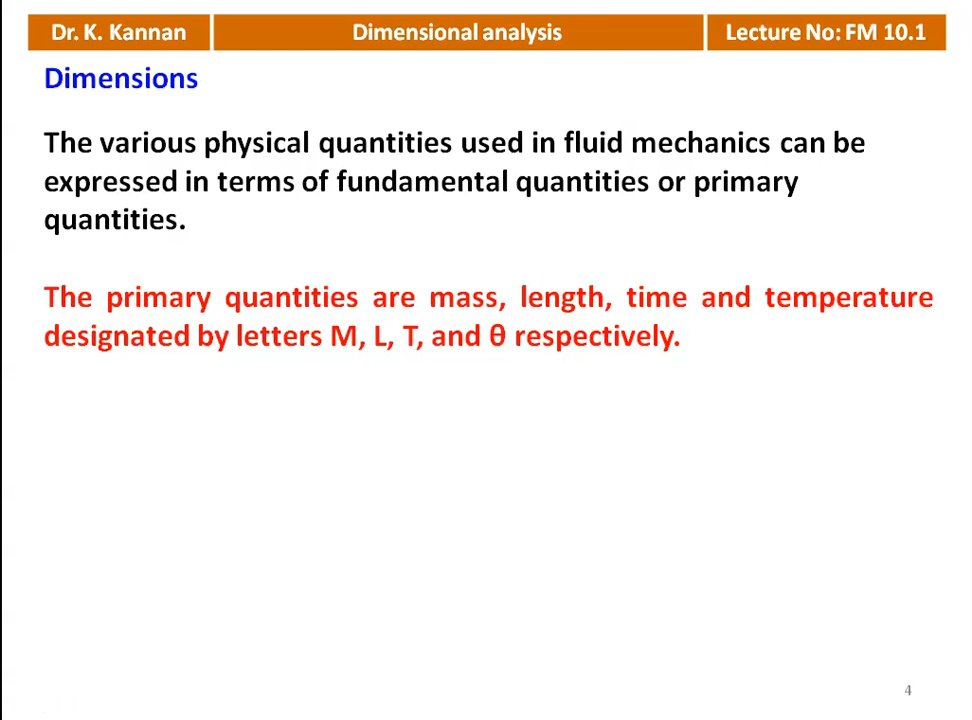 Dr. K. Kannan
Dimensional analysis
Lecture No: FM 10.1
Dimensions
The various physical quantities used in fluid mechanics can be
expressed in terms of fundamental quantities or primary
quantities.
The primary quantities are mass, length, time and temperature
designated by letters M, L, T, and θ respectively.
4